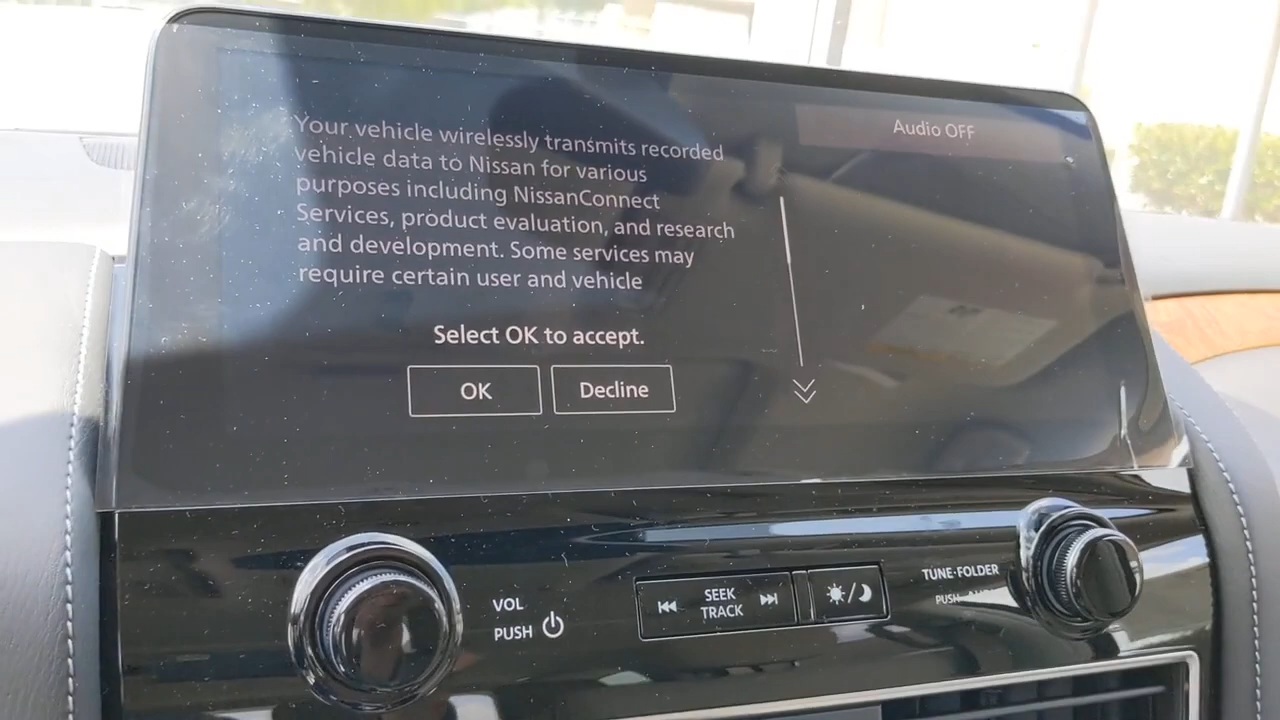 Your vehicle wirelessly transmits recorded
vehicle data to Nissan for various
purposes including NissanConnect
Services, product evaluation, and research
and development. Some services may
require certain user and vehicle
Select OK to accept.
OK
Decline
Audio OFF
VOL
PUSH
SEEK
TRACK
TUNE·FOLDER
PUSH